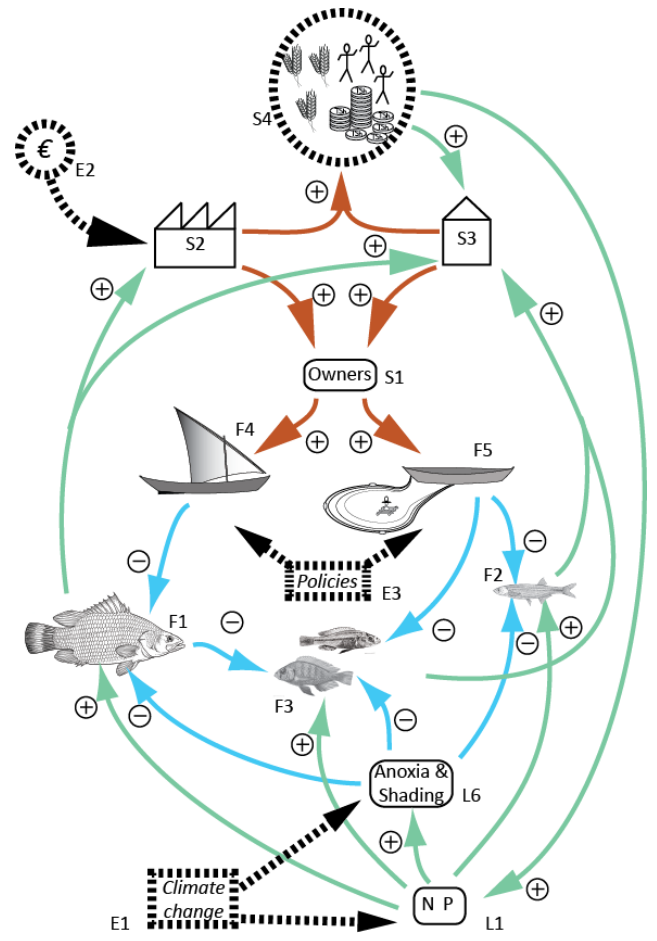 S4
+
€
E2
+
S2
+
S3
+
+
+
+
Owners
S1
F4
+
+
F5
−
−
Policies
E3
F2
F1
−
−
+
−
F3
+
−
−
+
Anoxia &
Shading
L6
+
Climate
change
N P
+
E1
L1